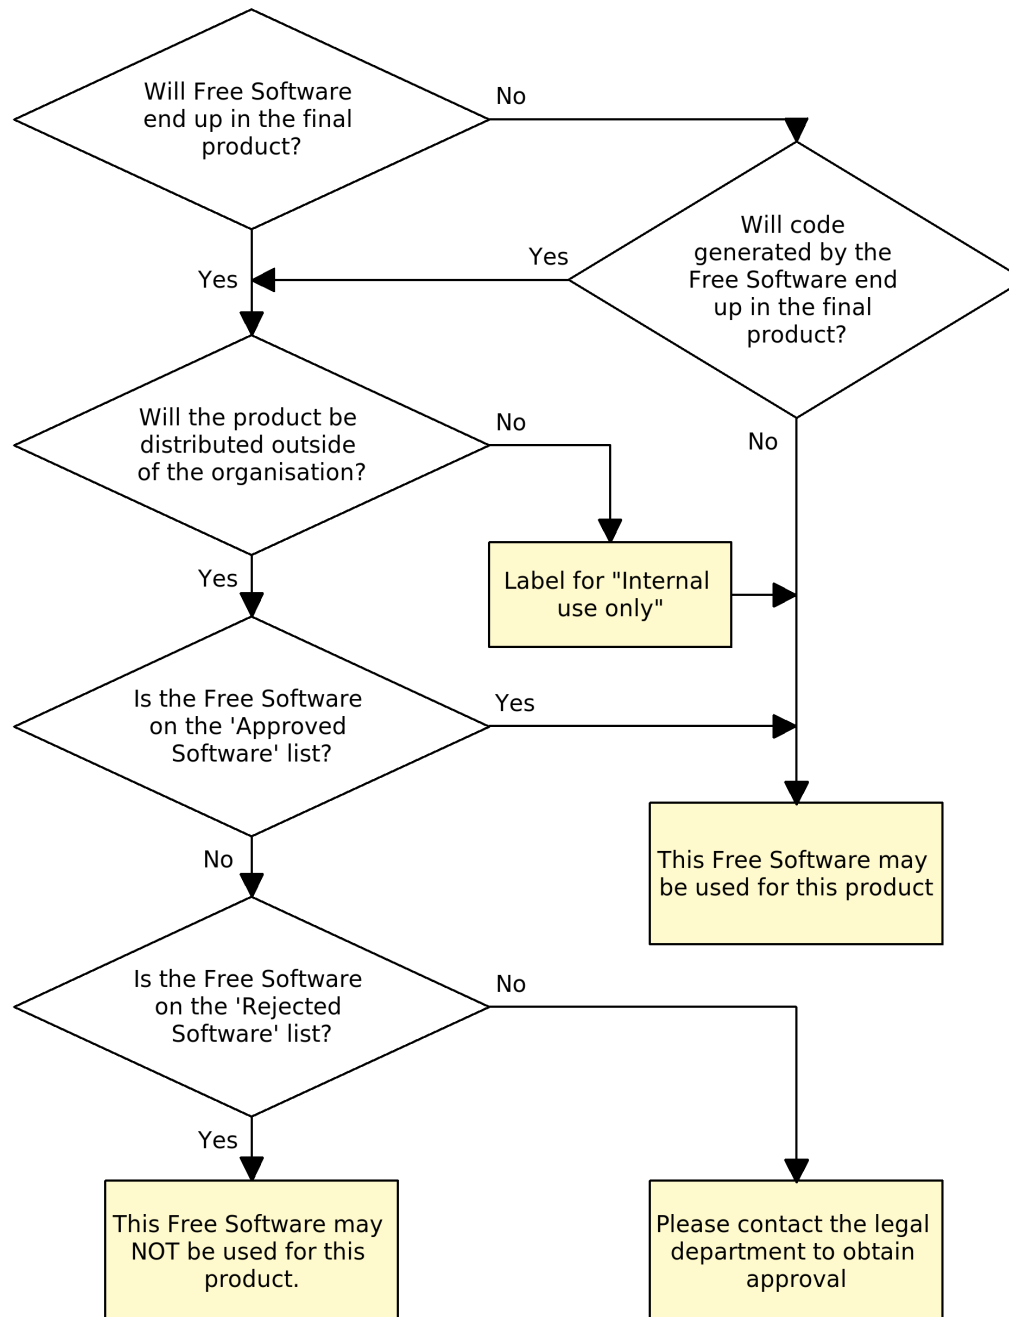 Will Free Software
end up in the final
product?
No
Will code
generated by the
Free Software end
up in the final
product?
Yes
Yes
No
Will the product be
distributed outside
of the organisation?
No
Label for "Internal
use only"
Yes
Is the Free Software
on the 'Approved
Software' list?
Yes
This Free Software may
be used for this product
No
Is the Free Software
on the 'Rejected
Software' list?
No
Yes
This Free Software may
NOT be used for this
product.
Please contact the legal
department to obtain
approval